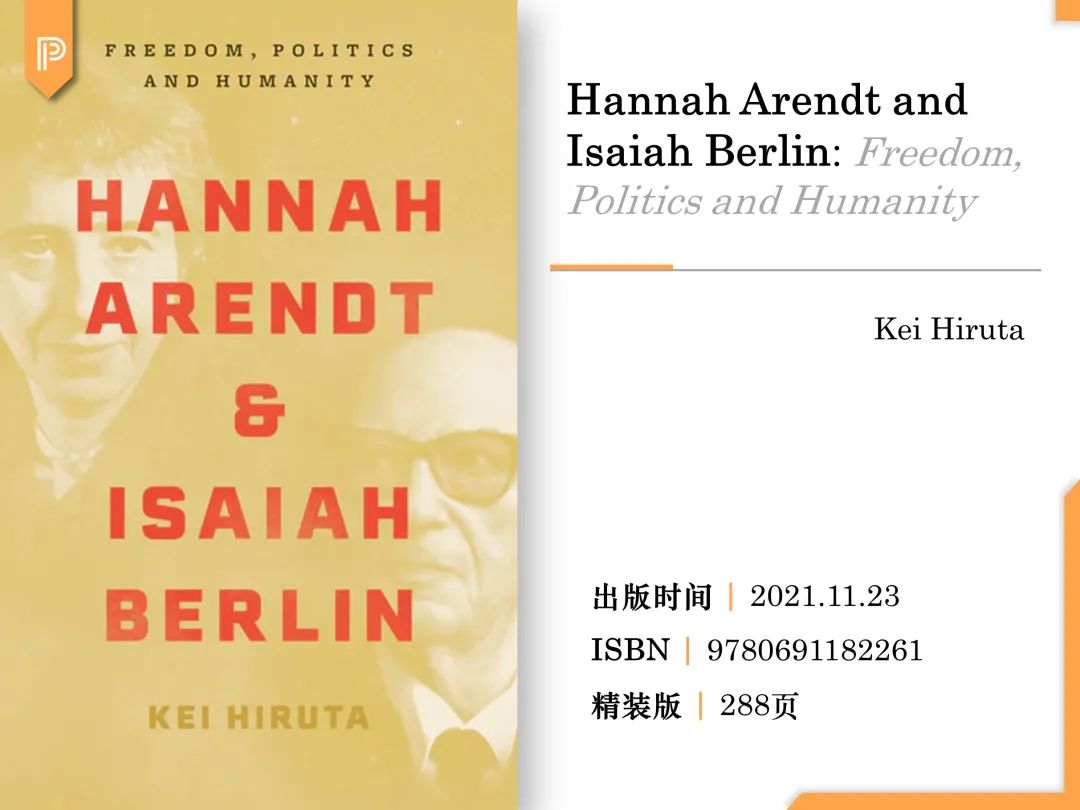 FREEDOM, POLITICS
AND HUMANITY
HANNAH
ARENDT
&
ISAIAH
BERLIN
KEI HIRUTA
Hannah Arendt and
Isaiah Berlin: Freedom,
Politics and Humanity
Kei Hiruta
出版时间 | 2021.11.23
ISBN | 9780691182261
精装版 | 288页